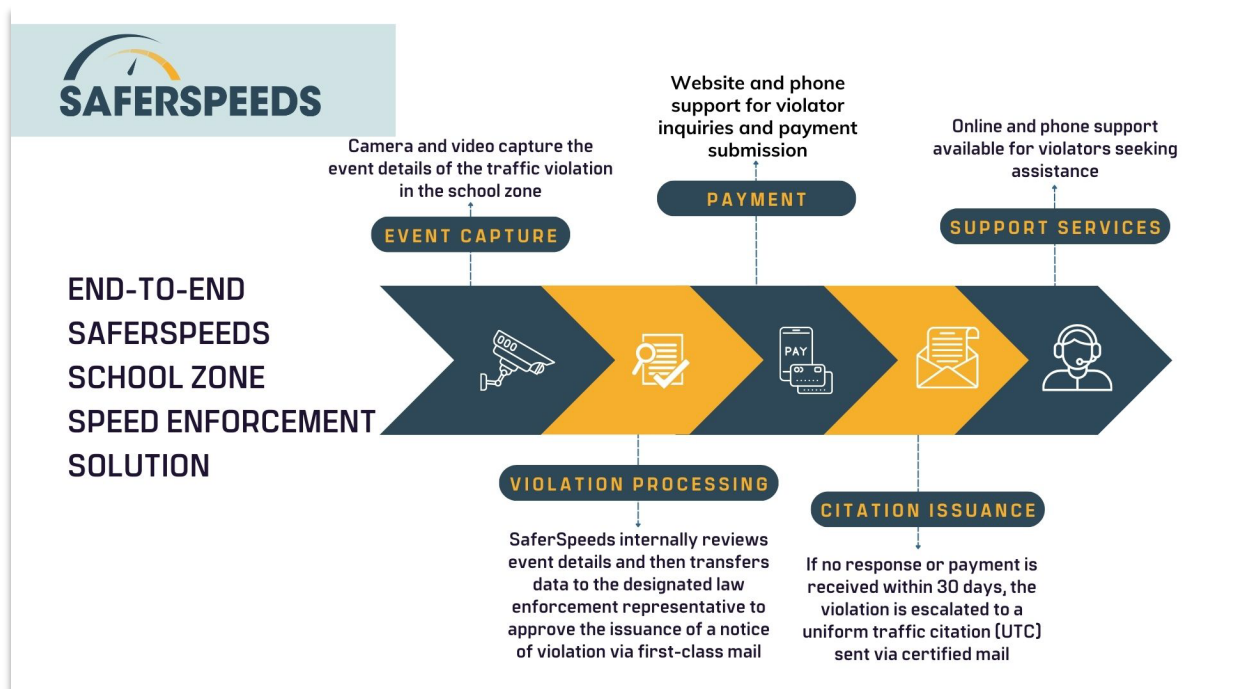 SAFERSPEEDS
END-TO-END
SAFERSPEEDS
SCHOOL ZONE
SPEED ENFORCEMENT
SOLUTION
Camera and video capture the
event details of the traffic violation
in the school zone
EVENT CAPTURE
VIOLATION PROCESSING
SaferSpeeds internally reviews
event details and then transfers
data to the designated law
enforcement representative to
approve the issuance of a notice
of violation via first-class mail
Website and phone
support for violator
inquiries and payment
submission
PAYMENT
PAY
CITATION ISSUANCE
If no response or payment is
received within 30 days, the
violation is escalated to a
uniform traffic citation (UTC)
sent via certified mail
Online and phone support
available for violators seeking
assistance
SUPPORT SERVICES